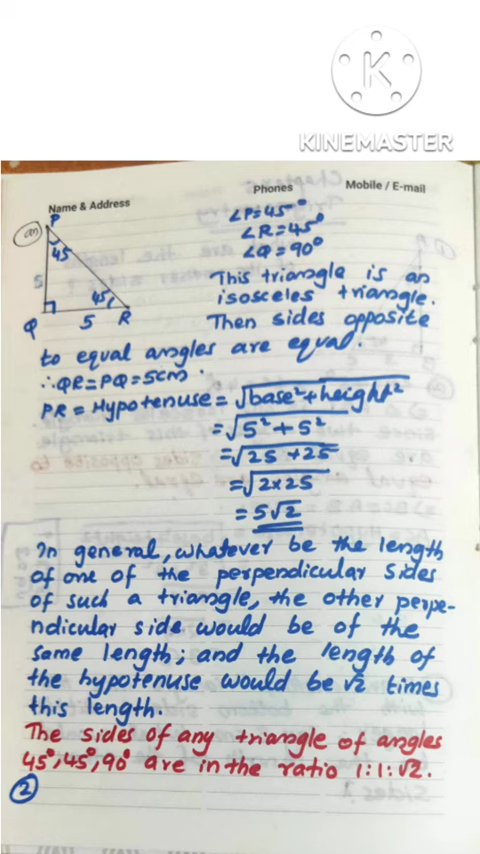 K
KINEMASTER
Name & Address Phones Mobile / E-mail
an) P ∠P=45°
45 ∠R=45°
∠Q=90°
5 45 This triangle is an
isosceles triangle.
Q 5 R Then sides opposite
to equal angles are equal.
∴QR=PQ=5cm.
PR = Hypotenuse = √base²+height²
= √5²+5²
= √25+25
= √2×25
= 5√2
In general, whatever be the length
of one of the perpendicular sides
of such a triangle, the other perpe-
ndicular side would be of the
same length; and the length of
the hypotenuse would be √2 times
this length.
The sides of any triangle of angles
45°,45°,90° are in the ratio 1:1:√2.
2